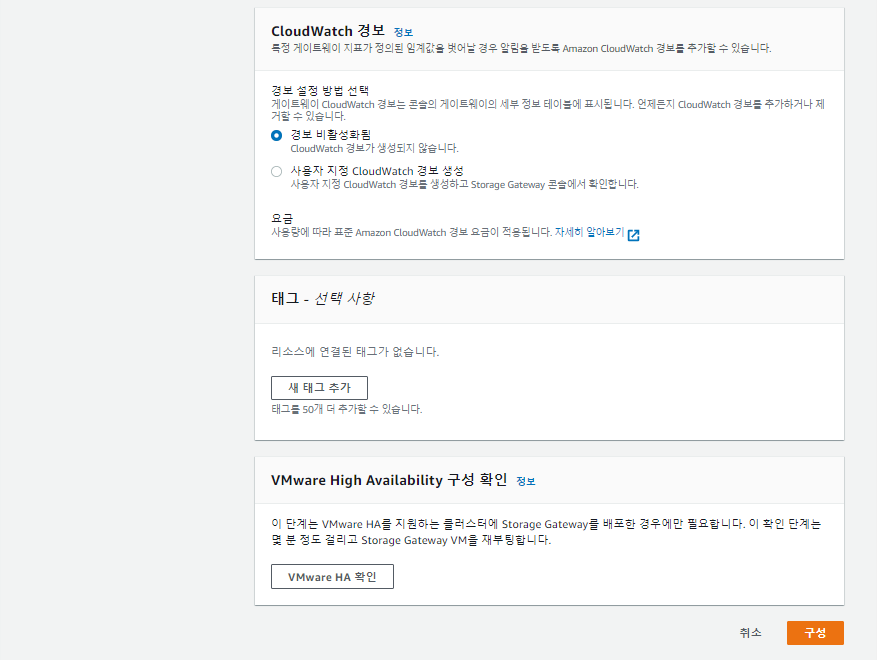 CloudWatch 경보 정보
특정 게이트웨이 지표가 정의된 임계값을 벗어날 경우 알림을 받도록 Amazon CloudWatch 경보를 추가할 수 있습니다.
경보 설정 방법 선택
게이트웨이 CloudWatch 경보는 콘솔의 게이트웨이의 세부 정보 테이블에 표시됩니다. 언제든지 CloudWatch 경보를 추가하거나 제
거할 수 있습니다.
경보 비활성화됨
CloudWatch 경보가 생성되지 않습니다.
사용자 지정 CloudWatch 경보 생성
사용자 지정 CloudWatch 경보를 생성하고 Storage Gateway 콘솔에서 확인합니다.
요금
사용량에 따라 표준 Amazon CloudWatch 경보 요금이 적용됩니다. 자세히 알아보기
태그 - 선택 사항
리소스에 연결된 태그가 없습니다.
새 태그 추가
태그를 50개 더 추가할 수 있습니다.
VMware High Availability 구성 확인 정보
이 단계는 VMware HA를 지원하는 클러스터에 Storage Gateway를 배포한 경우에만 필요합니다. 이 확인 단계는
몇 분 정도 걸리고 Storage Gateway VM을 재부팅합니다.
VMware HA 확인
취소 구성